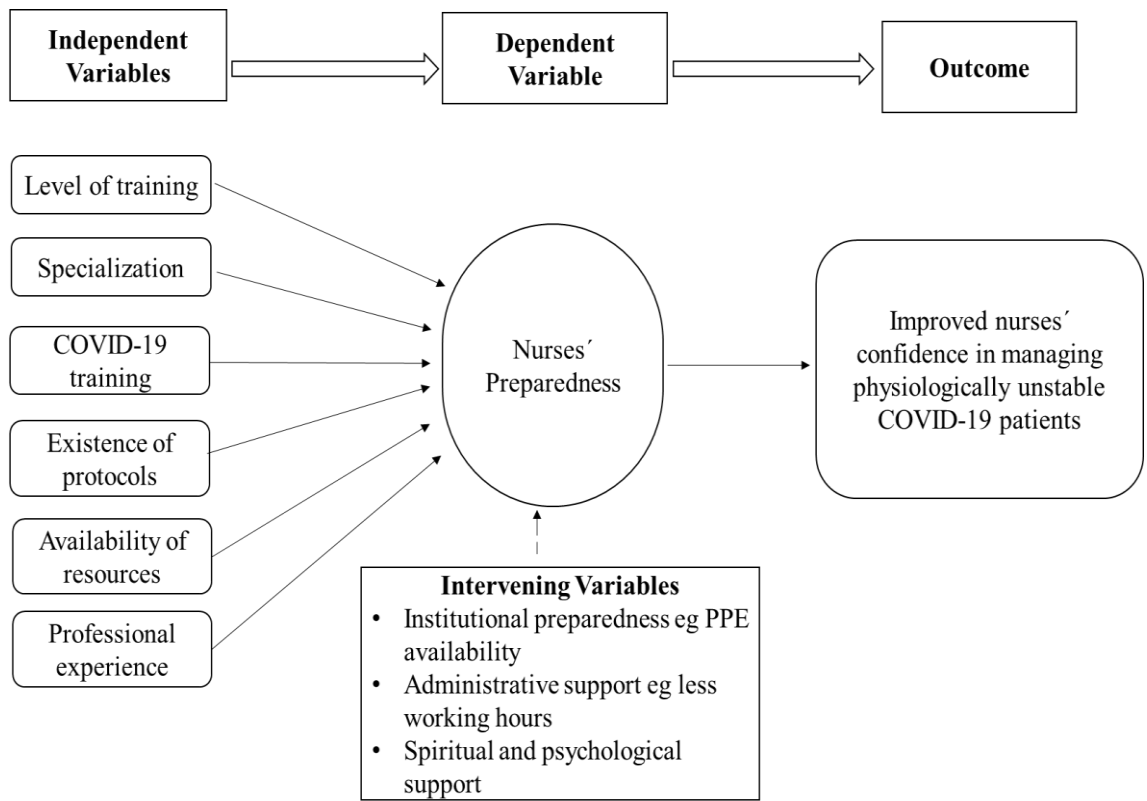 Independent
Variables
Dependent
Variable
Outcome
Level of training
Specialization
COVID-19
training
Existence of
protocols
Availability of
resources
Professional
experience
Nurses´
Preparedness
Improved nurses´
confidence in managing
physiologically unstable
COVID-19 patients
Intervening Variables
• Institutional preparedness eg PPE
availability
• Administrative support eg less
working hours
• Spiritual and psychological
support